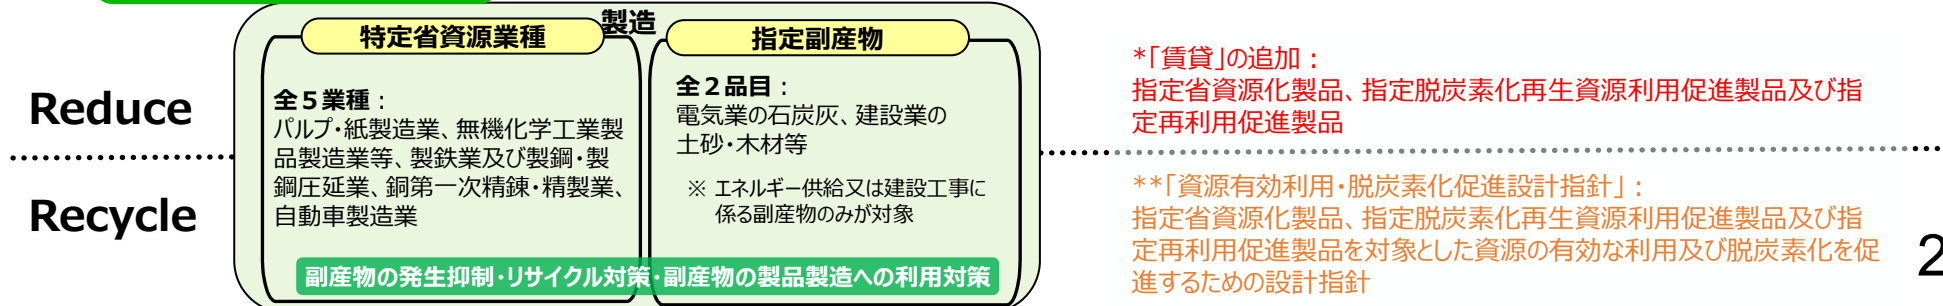 製造
Reduce
Recycle
特定省資源業種
全５業種：
パルプ・紙製造業、無機化学工業製
品製造業等、製鉄業及び製鋼・製
鋼圧延業、銅第一次精錬・精製業、
自動車製造業
指定副産物
全２品目：
電気業の石炭灰、建設業の
土砂・木材等
※ エネルギー供給又は建設工事に
係る副産物のみが対象
副産物の発生抑制・リサイクル対策・副産物の製品製造への利用対策
*「賃貸」の追加：
指定省資源化製品、指定脱炭素化再生資源利用促進製品及び指
定再利用促進製品
**「資源有効利用・脱炭素化促進設計指針」：
指定省資源化製品、指定脱炭素化再生資源利用促進製品及び指
定再利用促進製品を対象とした資源の有効な利用及び脱炭素化を促
進するための設計指針
2